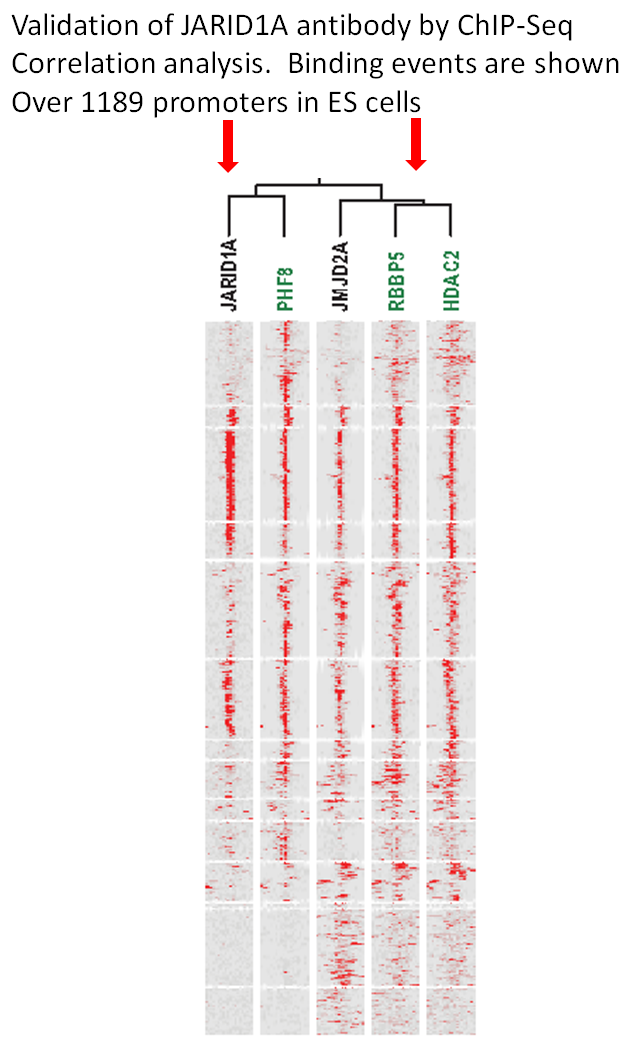 Validation of JARID1A antibody by ChIP-Seq
Correlation analysis.  Binding events are shown
Over 1189 promoters in ES cells
JARID1A
PHF8
JMJD2A
RBBP5
HDAC2